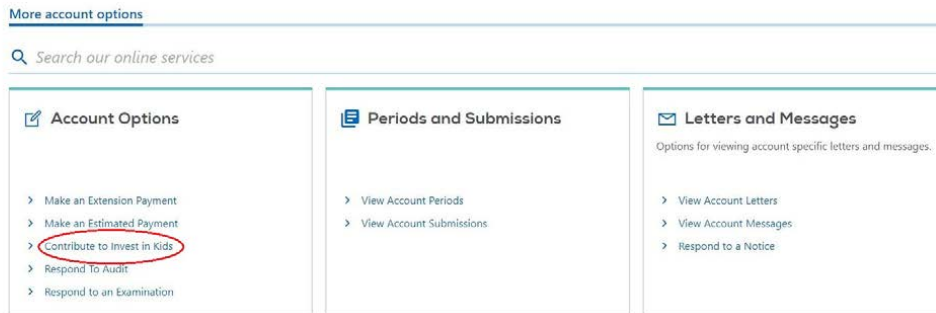 More account options
Search our online services
Account Options
Make an Extension Payment
Make an Estimated Payment
Contribute to Invest in Kids
Respond To Audit
Respond to an Examination
Periods and Submissions
View Account Periods
View Account Submissions
Letters and Messages
Options for viewing account specific letters and messages.
View Account Letters
View Account Messages
Respond to a Notice